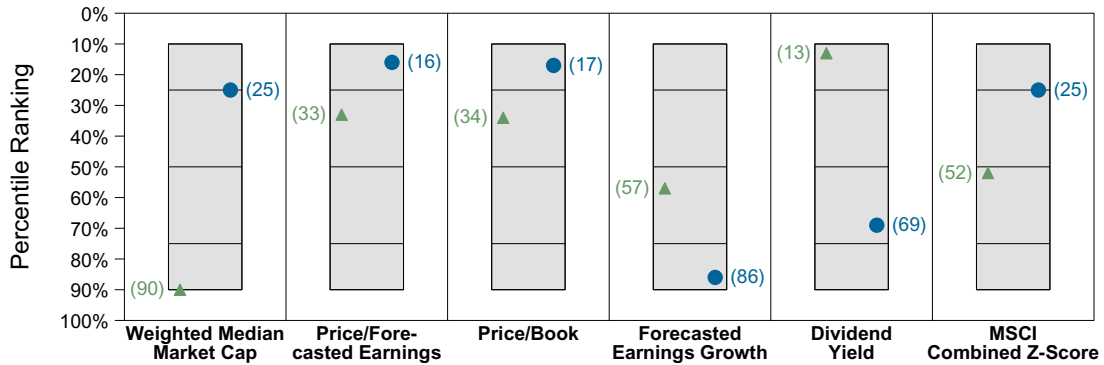 Percentile Ranking
0%
10%
20%
30%
40%
50%
60%
70%
80%
90%
100%
(90)
(25)
(33)
(16)
(34)
(17)
(57)
(86)
(13)
(69)
(52)
(25)
Weighted Median
Market Cap
Price/Fore-
casted Earnings
Price/Book
Forecasted
Earnings Growth
Dividend
Yield
MSCI
Combined Z-Score